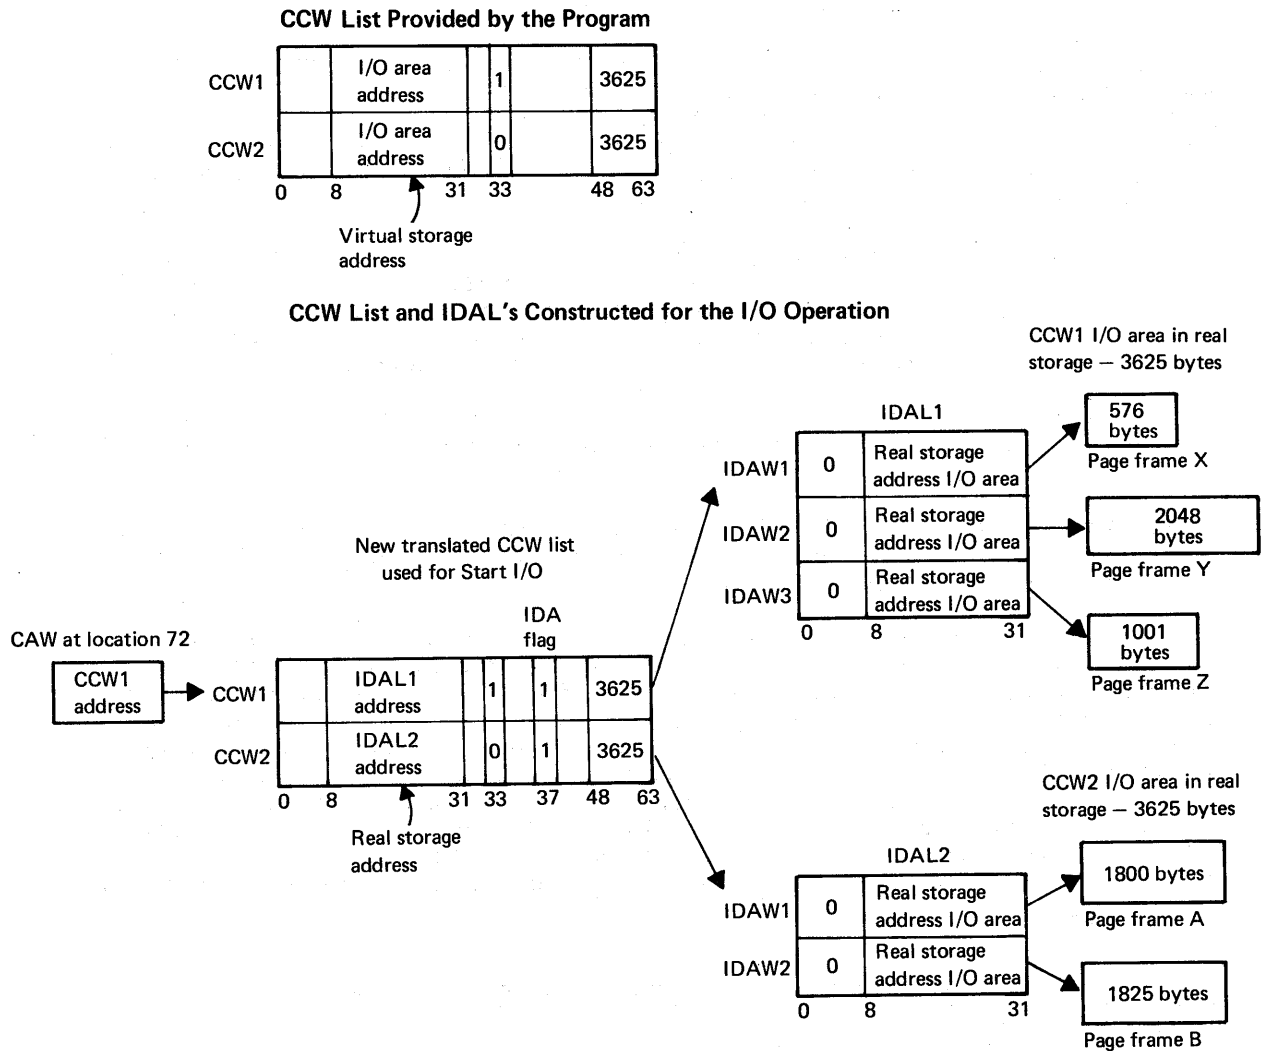 CCW List Provided by the Program
CCW1
I/O area
address
1
3625
CCW2
I/O area
address
0
3625
0 8 31 33 48 63
Virtual storage
address
CCW List and IDAL's Constructed for the I/O Operation
CCW1 I/O area in real
storage — 3625 bytes
IDAL1
IDAW1
0
Real storage
address I/O area
576
bytes
Page frame X
IDAW2
0
Real storage
address I/O area
2048
bytes
Page frame Y
IDAW3
0
Real storage
address I/O area
1001
bytes
Page frame Z
0 8 31
New translated CCW list
used for Start I/O
IDA
flag
CAW at location 72
CCW1
address
CCW1
IDAL1
address
1
1
3625
CCW2
IDAL2
address
0
1
3625
0 8 31 33 37 48 63
Real storage
address
CCW2 I/O area in real
storage — 3625 bytes
IDAL2
IDAW1
0
Real storage
address I/O area
1800 bytes
Page frame A
IDAW2
0
Real storage
address I/O area
1825 bytes
Page frame B
0 8 31